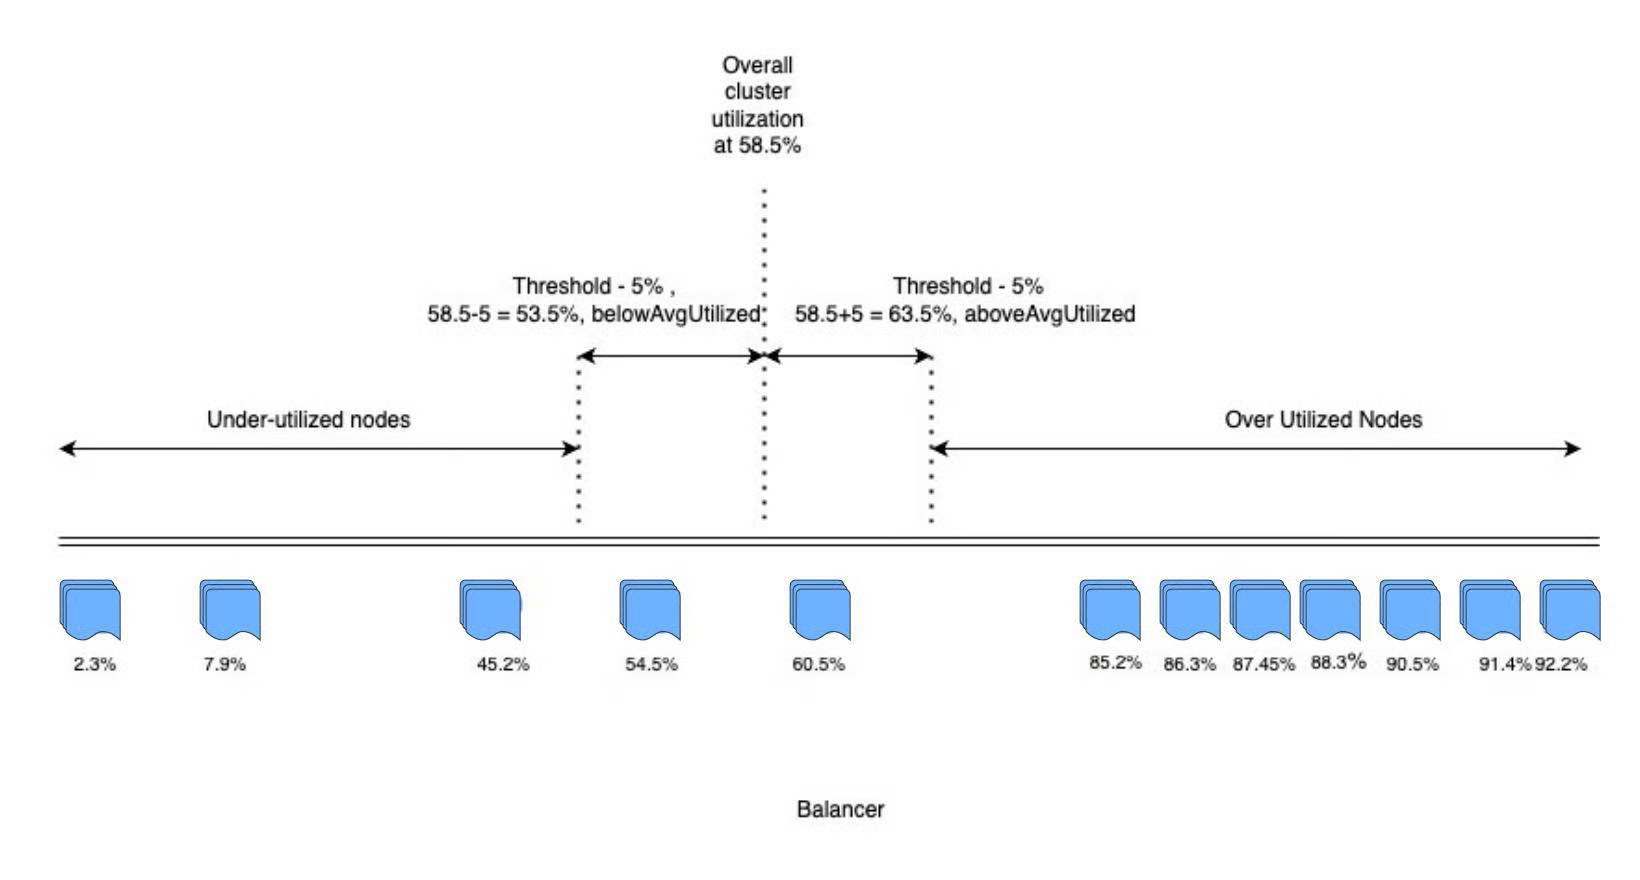 Overall
cluster
utilization
at 58.5%
Threshold - 5% ,
58.5-5 = 53.5%, belowAvgUtilized
Threshold - 5%
58.5+5 = 63.5%, aboveAvgUtilized
Under-utilized nodes
Over Utilized Nodes
2.3% 7.9% 45.2% 54.5% 60.5% 85.2% 86.3% 87.45% 88.3% 90.5% 91.4% 92.2%
Balancer